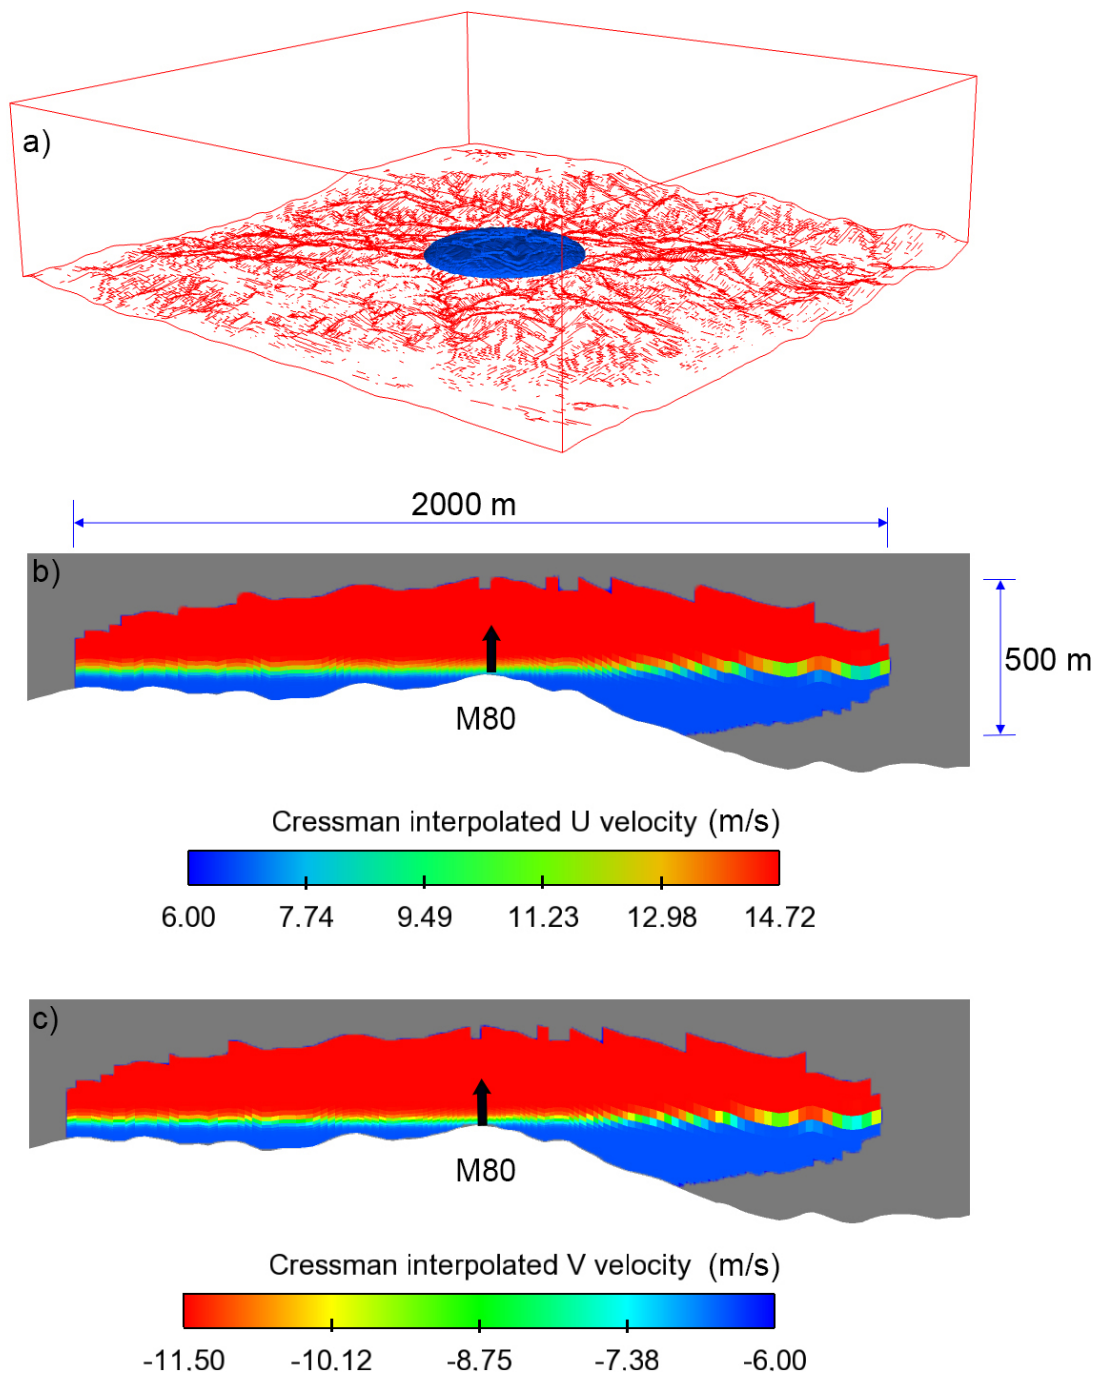 a)
2000 m
b)
500 m
M80
Cressman interpolated U velocity (m/s)
6.00 7.74 9.49 11.23 12.98 14.72
c)
M80
Cressman interpolated V velocity (m/s)
-11.50 -10.12 -8.75 -7.38 -6.00